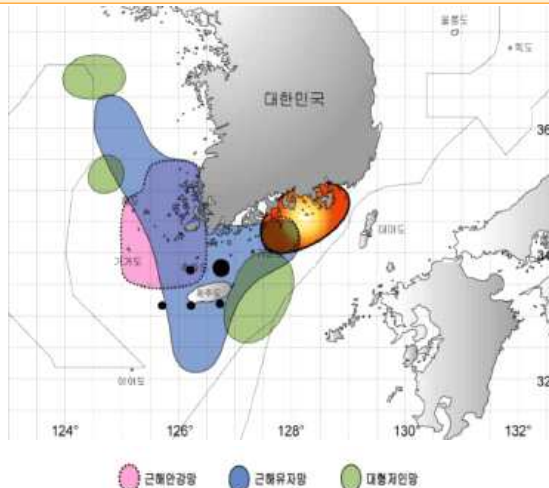 울릉도
독도
대한민국
36
대마도
34
가거도
제주도
이어도
32
124° 126° 128° 130° 132°
근해안강망 근해유자망 대형저인망